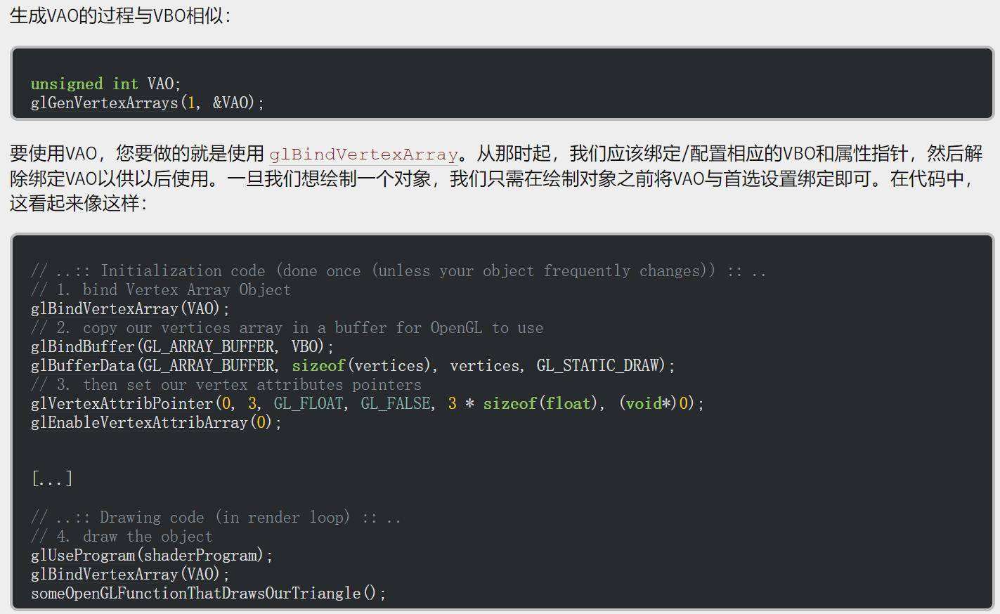 生成VAO的过程与VBO相似：
unsigned int VAO;
glGenVertexArrays(1, &VAO);
要使用VAO，您要做的就是使用 glBindVertexArray。从那时起，我们应该绑定/配置相应的VBO和属性指针，然后解
除绑定VAO以供以后使用。一旦我们想绘制一个对象，我们只需在绘制对象之前将VAO与首选设置绑定即可。在代码中，
这看起来像这样：
// ..:: Initialization code (done once (unless your object frequently changes)) :: ..
// 1. bind Vertex Array Object
glBindVertexArray(VAO);
// 2. copy our vertices array in a buffer for OpenGL to use
glBindBuffer(GL_ARRAY_BUFFER, VBO);
glBufferData(GL_ARRAY_BUFFER, sizeof(vertices), vertices, GL_STATIC_DRAW);
// 3. then set our vertex attributes pointers
glVertexAttribPointer(0, 3, GL_FLOAT, GL_FALSE, 3 * sizeof(float), (void*)0);
glEnableVertexAttribArray(0);
[...]
// ..:: Drawing code (in render loop) :: ..
// 4. draw the object
glUseProgram(shaderProgram);
glBindVertexArray(VAO);
someOpenGLFunctionThatDrawsOurTriangle();